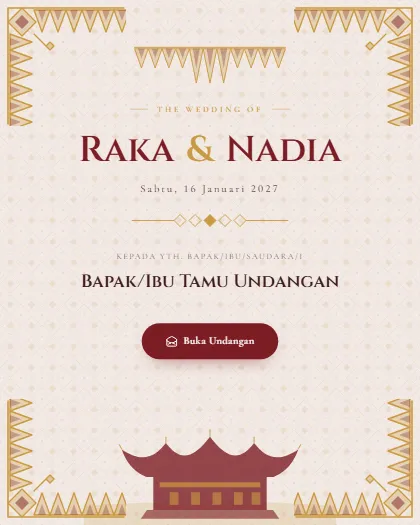 THE WEDDING OF
RAKA & NADIA
Sabtu, 16 Januari 2027
KEPADA YTH. BAPAK/IBU/SAUDARA/I
BAPAK/IBU TAMU UNDANGAN
Buka Undangan